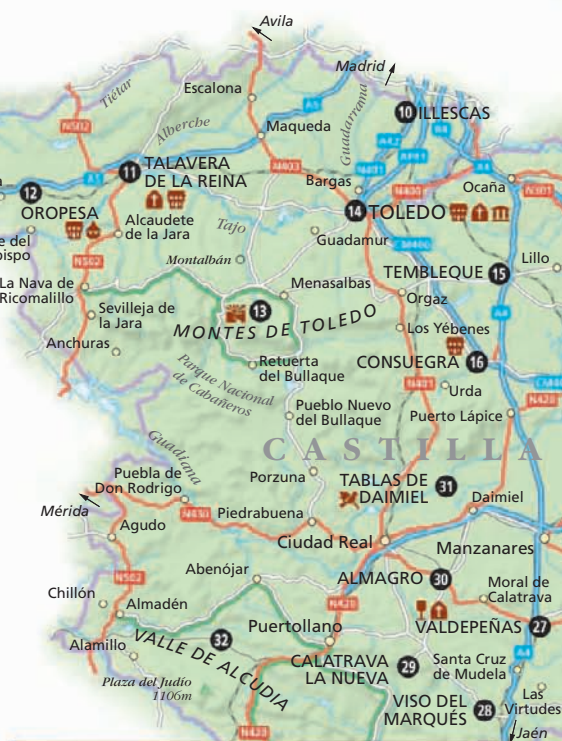 Avila
Madrid
Tiétar
Escalona
A5
Guadarrama
10 ILLESCAS
N502
Alberche
Maqueda
A42
R4
N403
N401
A4
11 TALAVERA
DE LA REINA
A5
Bargas
N400
Ocaña
N301
12
OROPESA
14 TOLEDO
Alcaudete
de la Jara
Tajo
Guadamur
CM400
e del
bispo
N502
Montalbán
TEMBLEQUE 15
Lillo
La Nava de
Ricomalillo
Menasalbas
Orgaz
Sevilleja de
la Jara
13
MONTES DE TOLEDO
Los Yébenes
A4
Anchuras
CONSUEGRA 16
Retuerta
del Bullaque
Parque Nacional
de Cabañeros
N401
Urda
CM40
N420
Pueblo Nuevo
del Bullaque
Puerto Lápice
Guadiana
CASTILLA
Puebla de
Don Rodrigo
Porzuna
TABLAS DE
DAIMIEL 31
Mérida
N430
Piedrabuena
Daimiel
Agudo
Ciudad Real
Manzanares
N502
Abenójar
ALMAGRO 30
Chillón
Moral de
Calatrava
Almadén
N420
Puertollano
VALDEPEÑAS 27
Alamillo
32
VALLE DE ALCUDIA
A4
CALATRAVA
LA NUEVA 29
Santa Cruz
de Mudela
Plaza del Judío
1106m
VISO DEL
MARQUÉS 28
Las
Virtudes
N420
Jaén